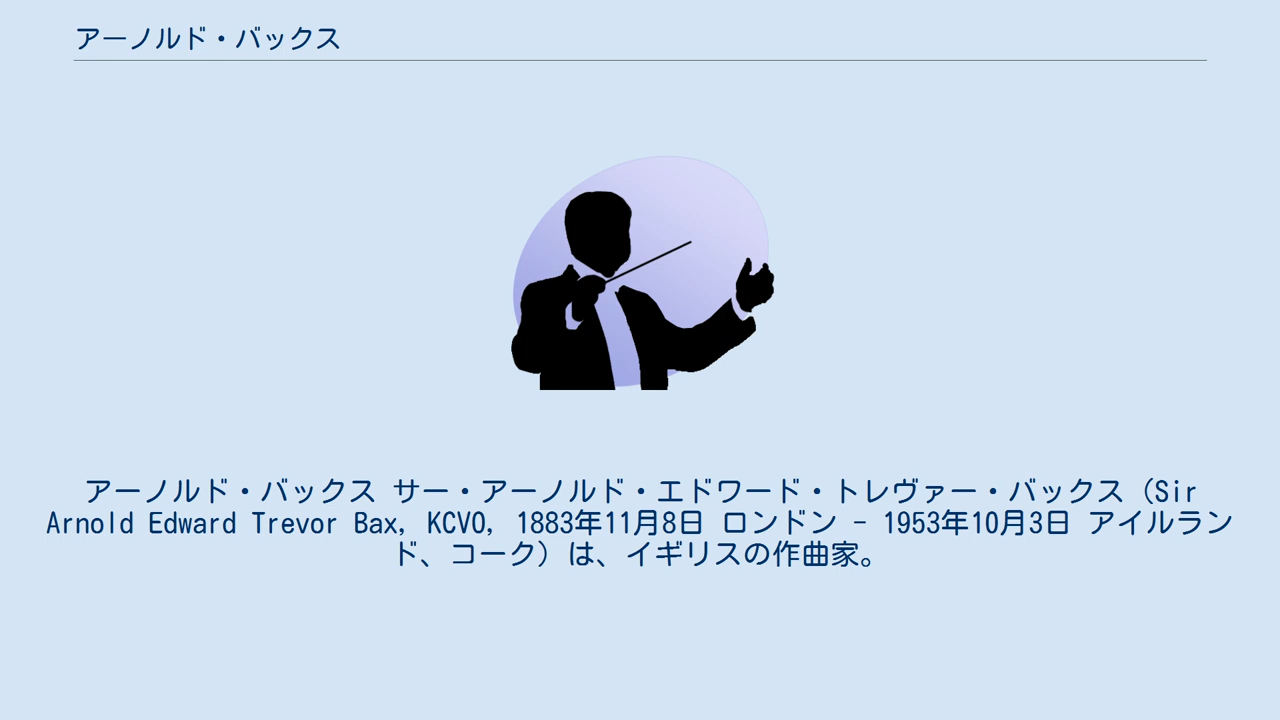 アーノルド・バックス
アーノルド・バックス サー・アーノルド・エドワード・トレヴァー・バックス（Sir
Arnold Edward Trevor Bax, KCVO, 1883年11月8日 ロンドン - 1953年10月3日 アイルラン
ド、コーク）は、イギリスの作曲家。